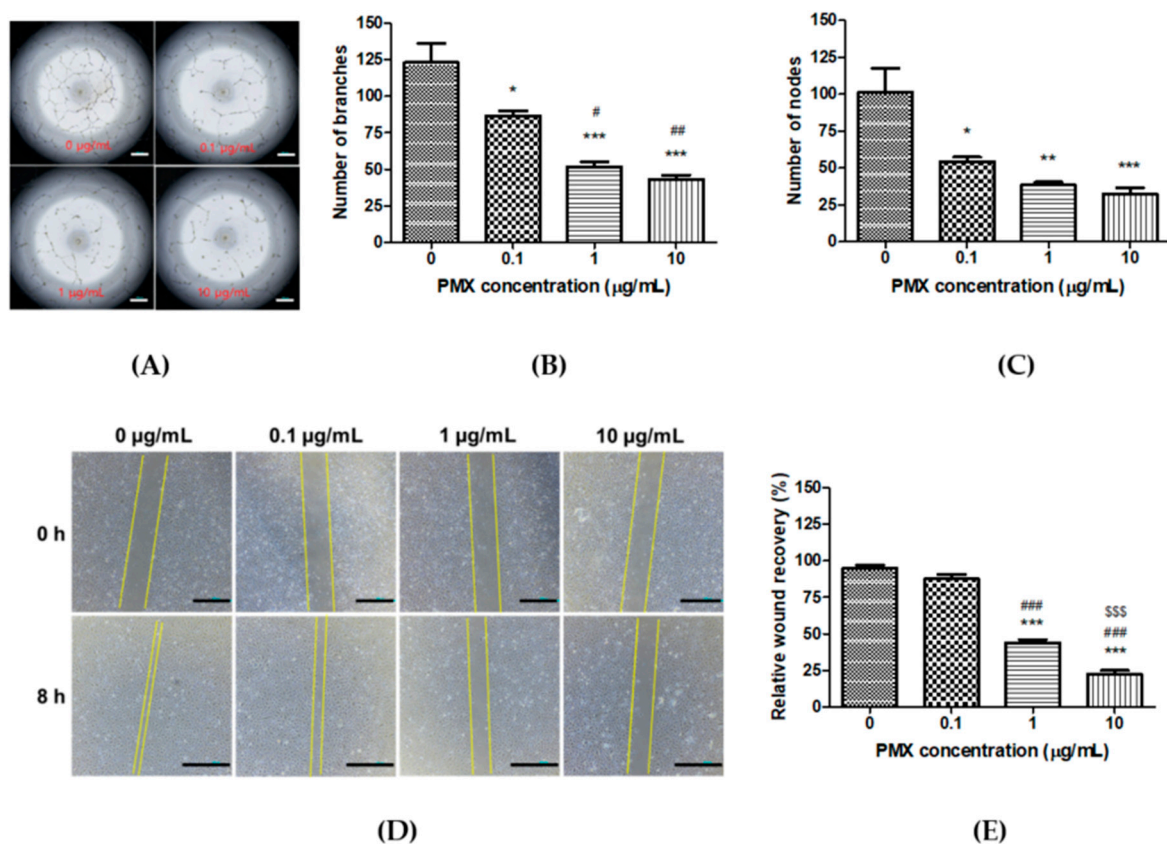 0 μg/mL
0.1 μg/mL
1 μg/mL
10 μg/mL
(A)
Number of branches
150
125
100
75
50
25
0
*
#
***
##
***
0
0.1
1
10
PMX concentration (μg/mL)
(B)
Number of nodes
150
125
100
75
50
25
0
*
**
***
0
0.1
1
10
PMX concentration (μg/mL)
(C)
0 μg/mL
0.1 μg/mL
1 μg/mL
10 μg/mL
0 h
8 h
(D)
Relative wound recovery (%)
150
125
100
75
50
25
0
###
***
$$$
###
***
0
0.1
1
10
PMX concentration (μg/mL)
(E)